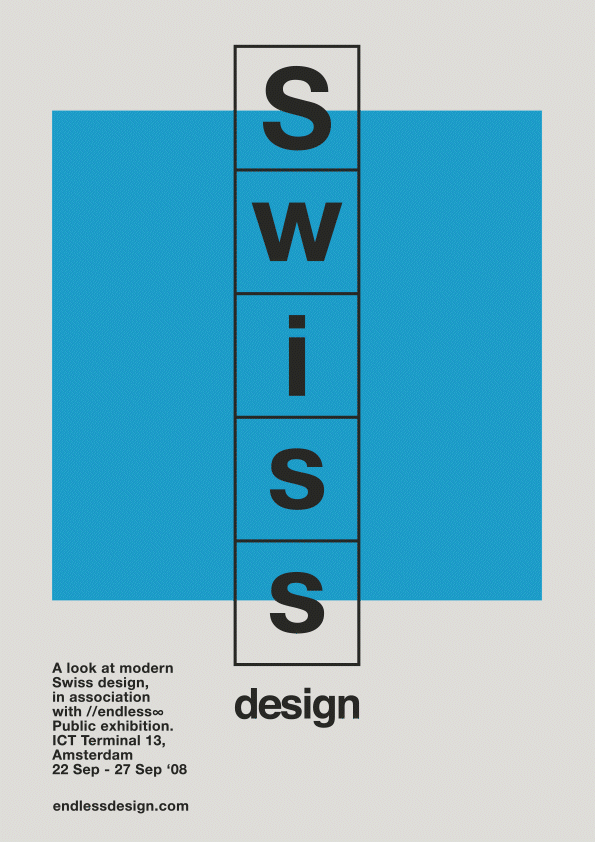 Swiss
design
A look at modern
Swiss design,
in association
with //endless∞
Public exhibition.
ICT Terminal 13,
Amsterdam
22 Sep - 27 Sep ‘08
endlessdesign.com